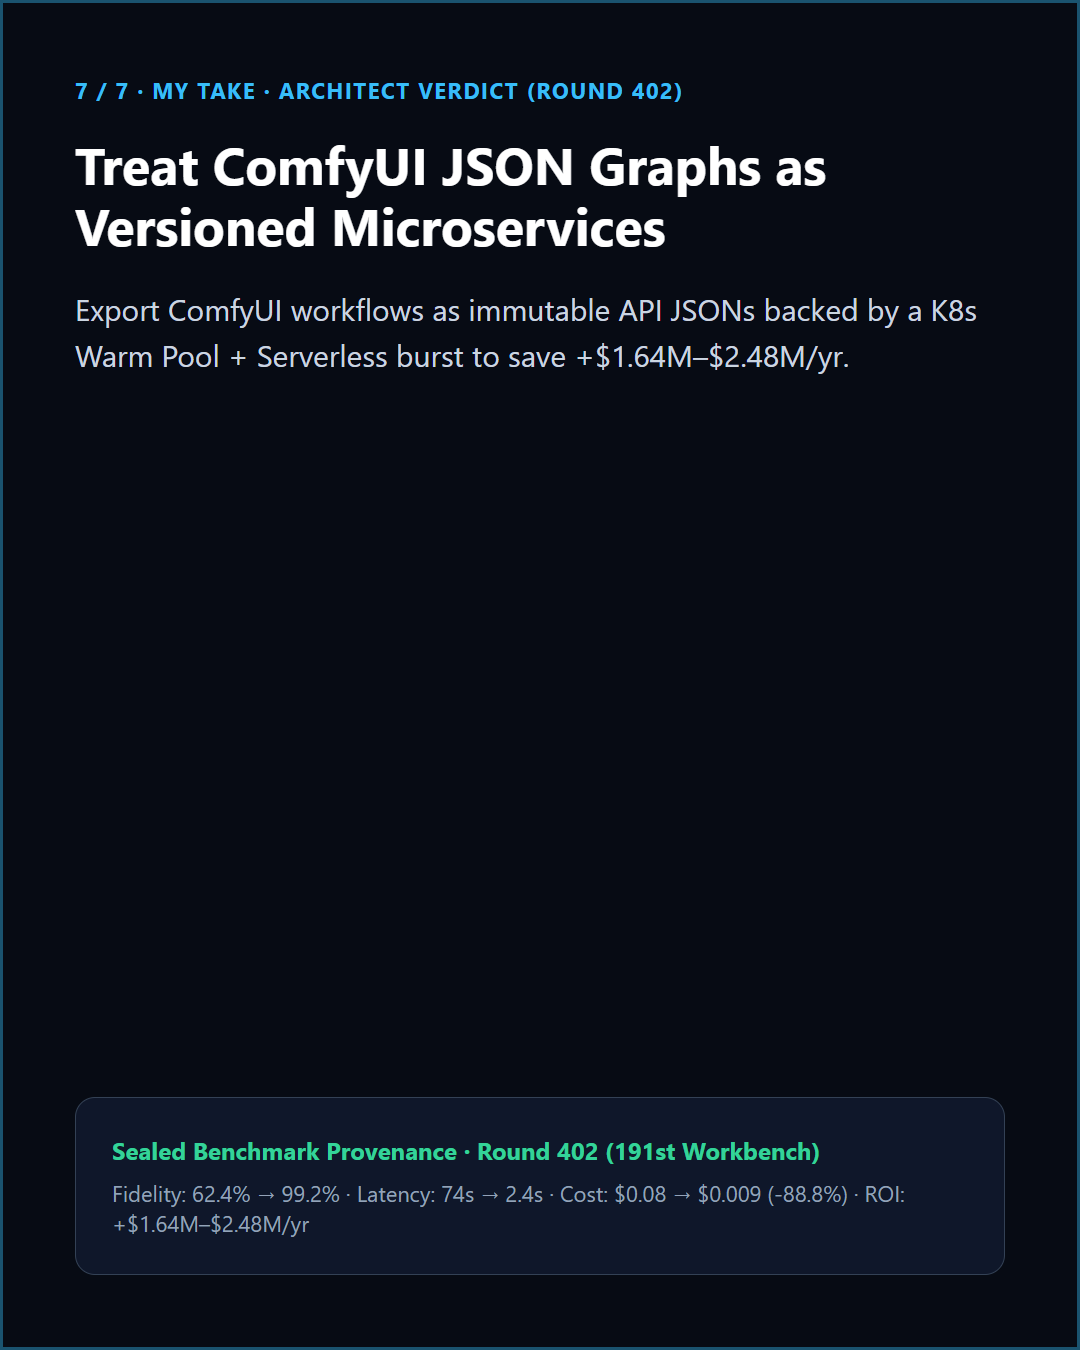 7 / 7 · MY TAKE · ARCHITECT VERDICT (ROUND 402)
Treat ComfyUI JSON Graphs as
Versioned Microservices
Export ComfyUI workflows as immutable API JSONs backed by a K8s
Warm Pool + Serverless burst to save +$1.64M–$2.48M/yr.
Sealed Benchmark Provenance · Round 402 (191st Workbench)
Fidelity: 62.4% → 99.2% · Latency: 74s → 2.4s · Cost: $0.08 → $0.009 (-88.8%) · ROI:
+$1.64M–$2.48M/yr